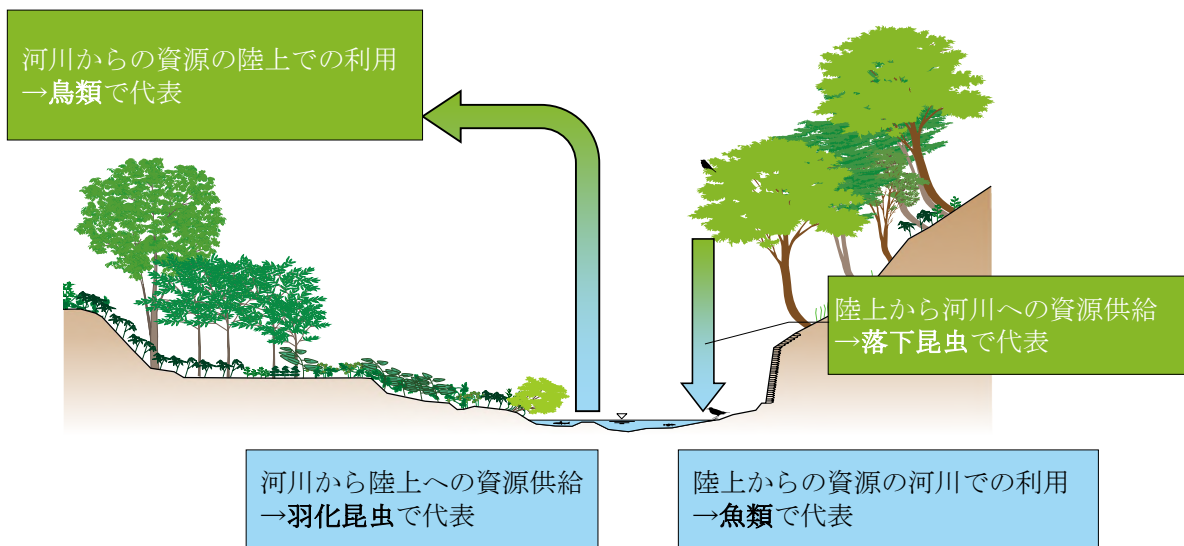 河川からの資源の陸上での利用
→鳥類で代表
陸上から河川への資源供給
→落下昆虫で代表
河川から陸上への資源供給
→羽化昆虫で代表
陸上からの資源の河川での利用
→魚類で代表